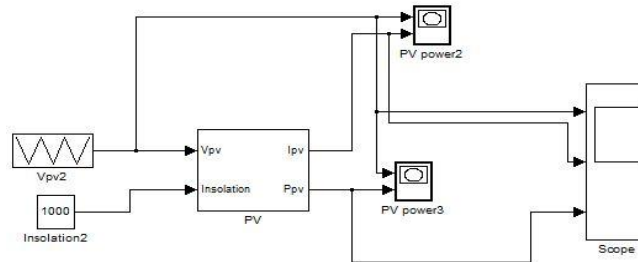 PV power2
Vpv2
Vpv
Ipv
Insolation
Ppv
1000
Insolation2
PV
PV power3
Scope